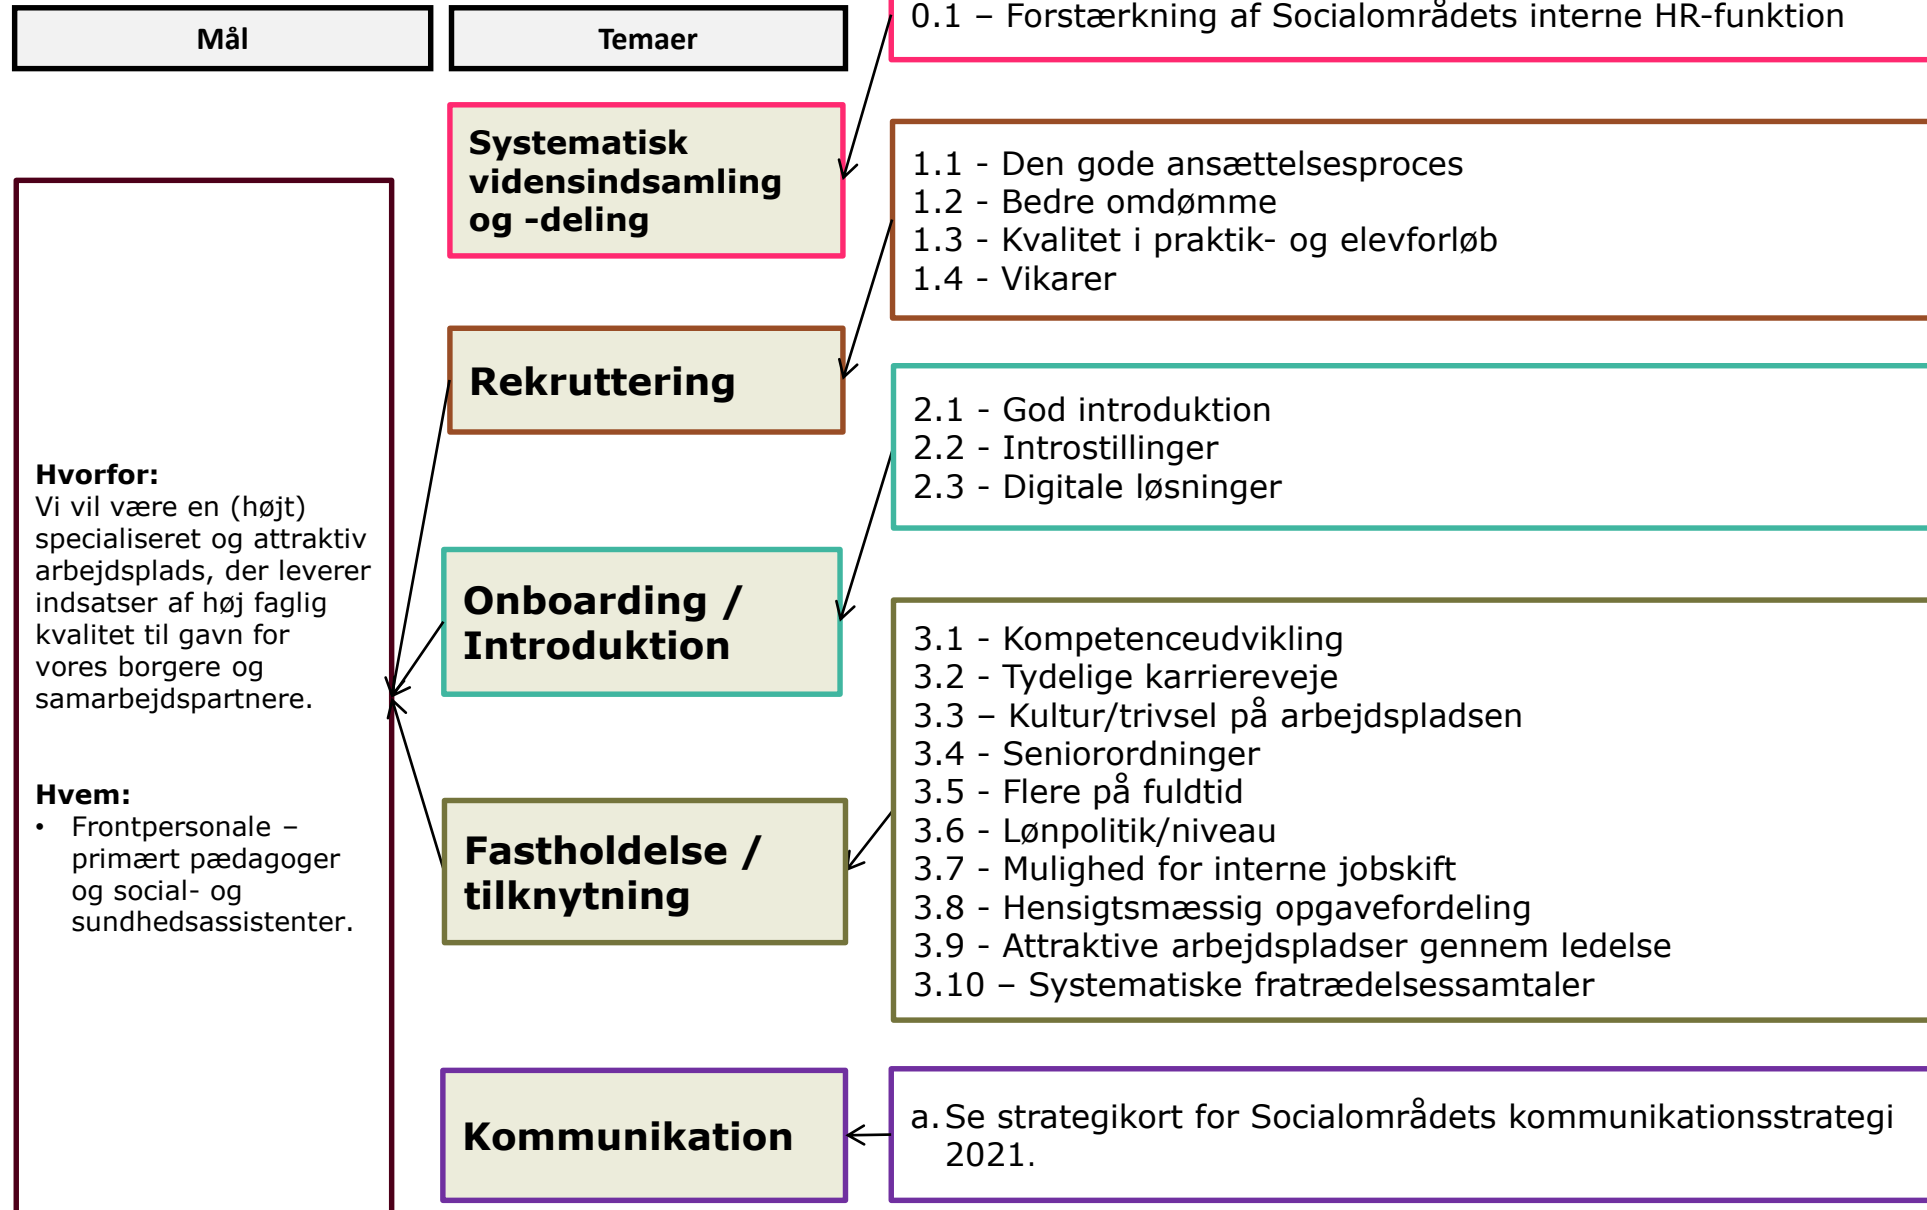 Mål
Temaer
0.1 – Forstærkning af Socialområdets interne HR-funktion
Systematisk
vidensindsamling
og -deling
1.1 - Den gode ansættelsesproces
1.2 - Bedre omdømme
1.3 - Kvalitet i praktik- og elevforløb
1.4 - Vikarer
Rekruttering
2.1 - God introduktion
2.2 - Introstillinger
2.3 - Digitale løsninger
Hvorfor:
Vi vil være en (højt)
specialiseret og attraktiv
arbejdsplads, der leverer
indsatser af høj faglig
kvalitet til gavn for
vores borgere og
samarbejdspartnere.
Hvem:
• Frontpersonale –
primært pædagoger
og social- og
sundhedsassistenter.
Onboarding /
Introduktion
3.1 - Kompetenceudvikling
3.2 - Tydelige karriereveje
3.3 – Kultur/trivsel på arbejdspladsen
3.4 - Seniorordninger
3.5 - Flere på fuldtid
3.6 - Lønpolitik/niveau
3.7 - Mulighed for interne jobskift
3.8 - Hensigtsmæssig opgavefordeling
3.9 - Attraktive arbejdspladser gennem ledelse
3.10 – Systematiske fratrædelsessamtaler
Fastholdelse /
tilknytning
Kommunikation
a. Se strategikort for Socialområdets kommunikationsstrategi
2021.